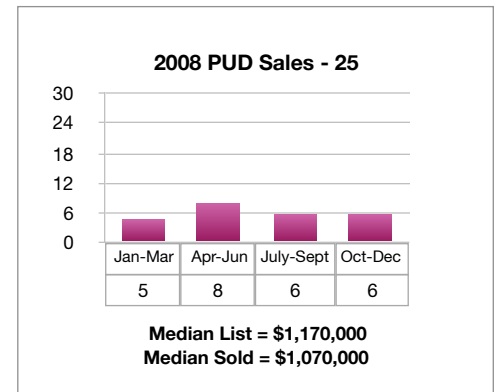 2008 PUD Sales - 25
30
24
18
12
6
0
Jan-Mar Apr-Jun July-Sept Oct-Dec
5 8 6 6
Median List = $1,170,000
Median Sold = $1,070,000